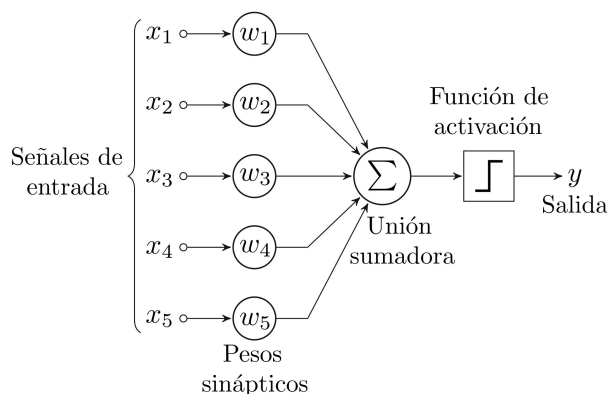 x₁
w₁
x₂
w₂
Función de
activación
Señales de
entrada
x₃
w₃
∑
y
Salida
Unión
sumadora
x₄
w₄
x₅
w₅
Pesos
sinápticos